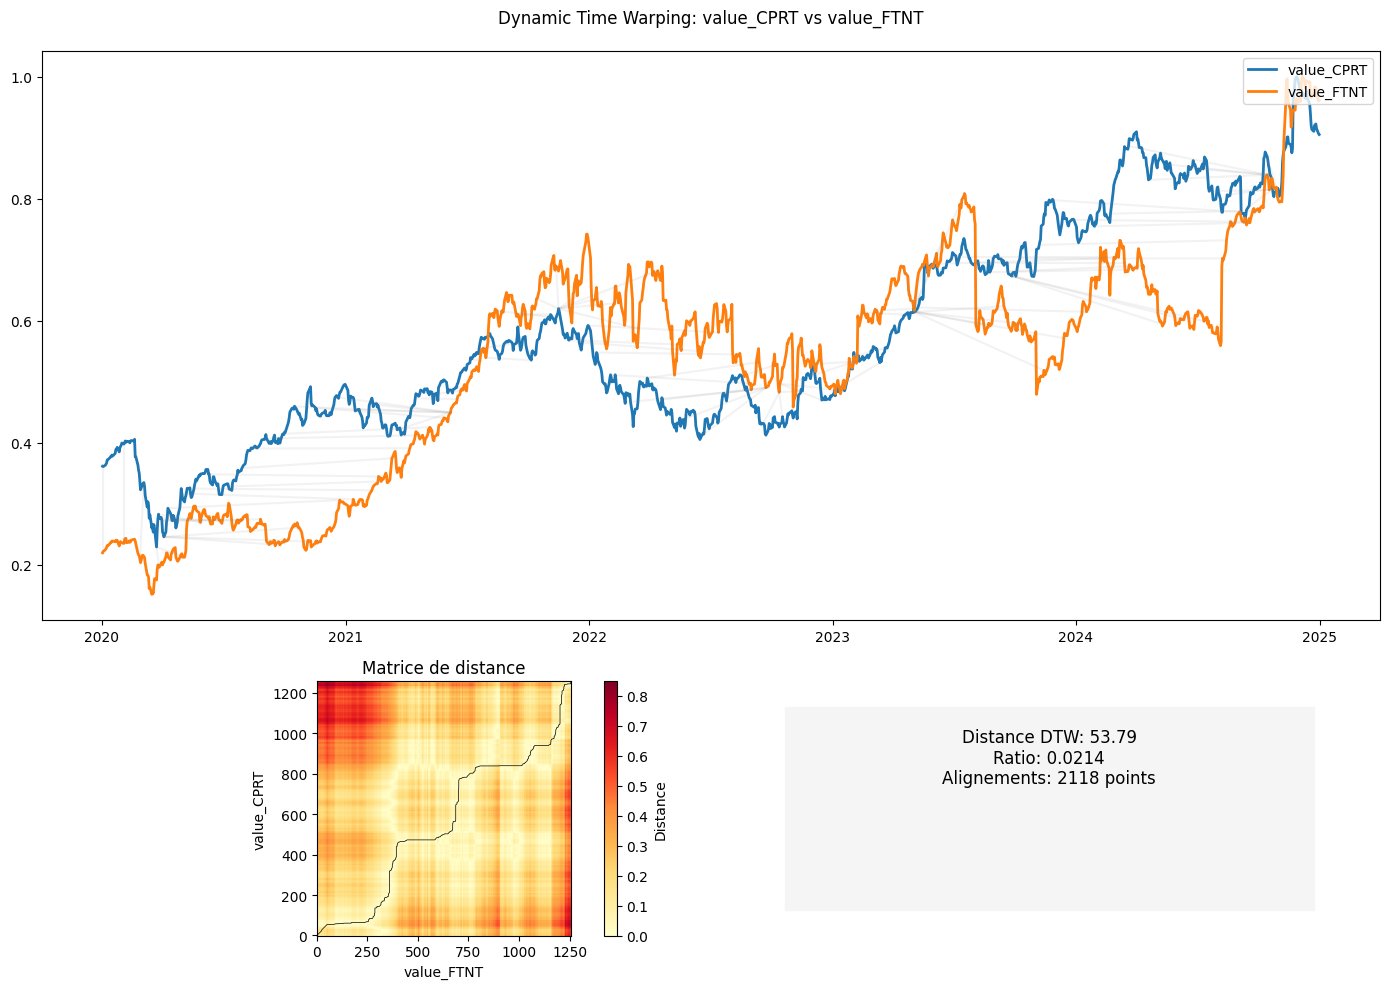 Dynamic Time Warping: value_CPRT vs value_FTNT
value_CPRT
value_FTNT
1.0
0.8
0.6
0.4
0.2
2020 2021 2022 2023 2024 2025
Matrice de distance
value_CPRT
1200
1000
800
600
400
200
0
0 250 500 750 1000 1250
value_FTNT
0.8
0.7
0.6
0.5
0.4
0.3
0.2
0.1
0.0
Distance
Distance DTW: 53.79
Ratio: 0.0214
Alignements: 2118 points